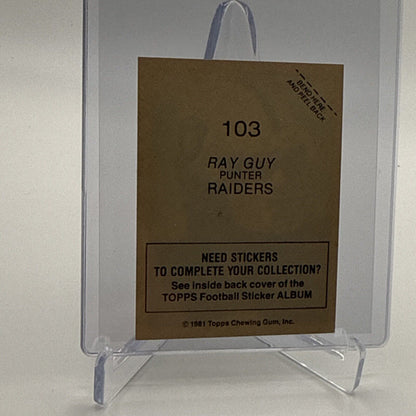 BEND HERE
AND PEEL BACK
103
RAY GUY
PUNTER
RAIDERS
NEED STICKERS
TO COMPLETE YOUR COLLECTION?
See inside back cover of the
TOPPS Football Sticker ALBUM
© 1981 Topps Chewing Gum, Inc.